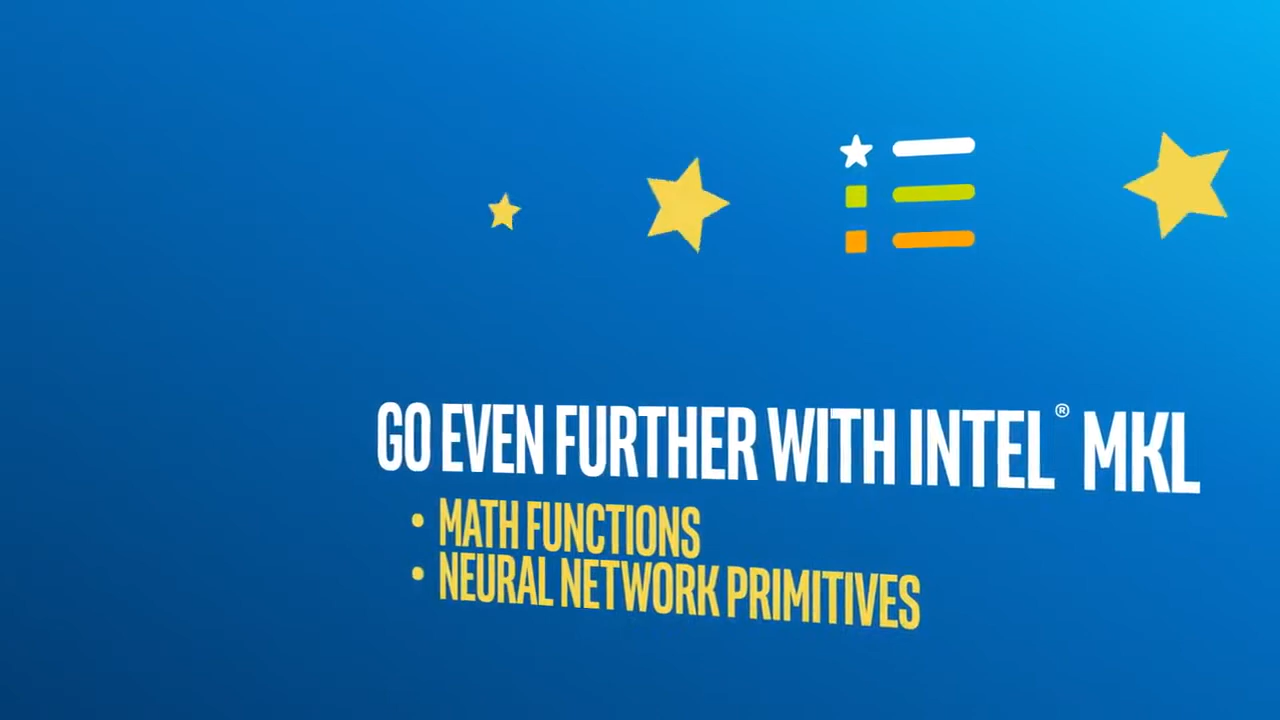 GO EVEN FURTHER WITH INTEL® MKL
• MATH FUNCTIONS
• NEURAL NETWORK PRIMITIVES